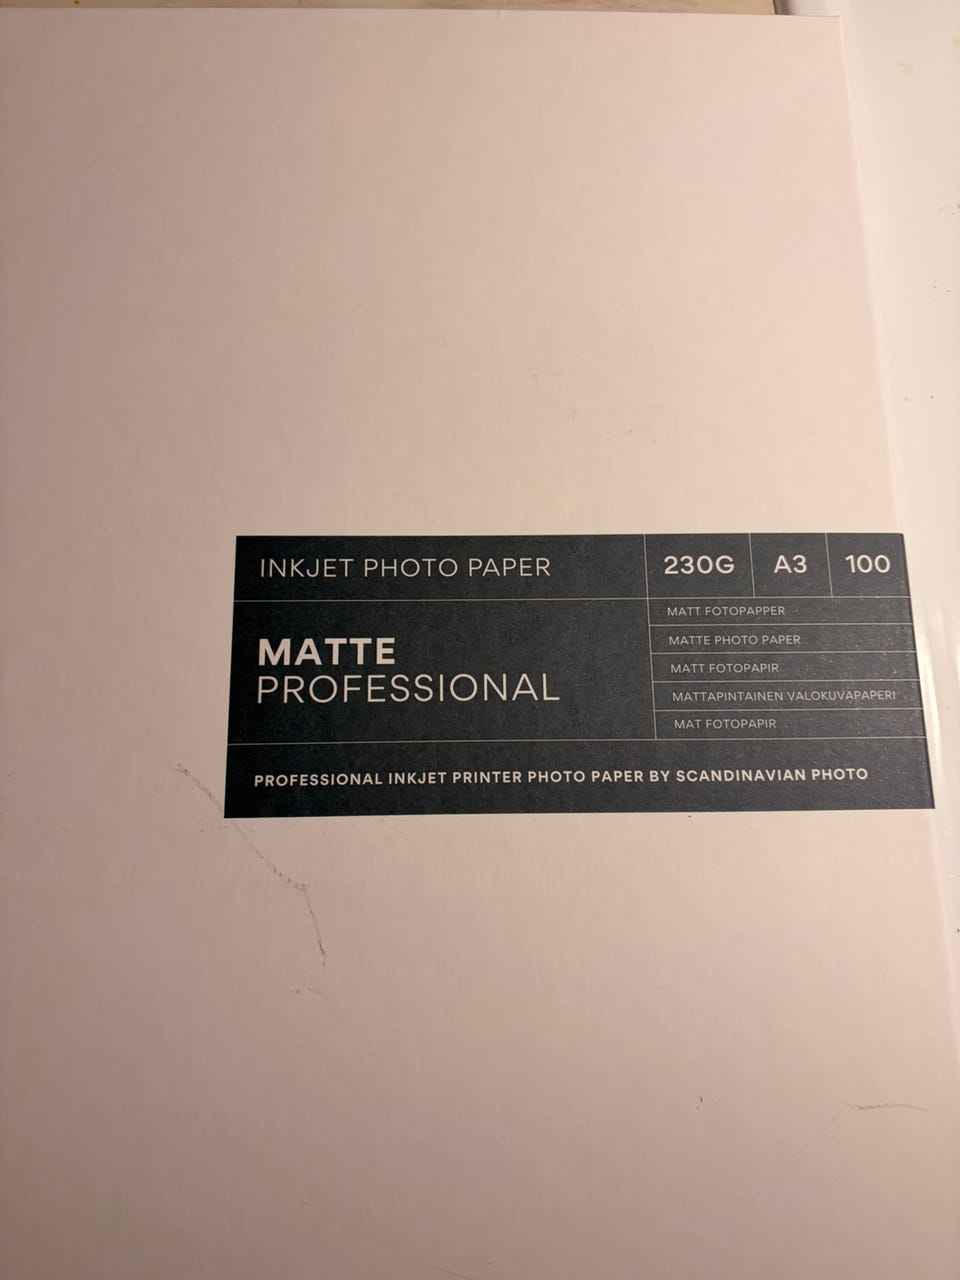 INKJET PHOTO PAPER
230G
A3
100
MATTE
PROFESSIONAL
MATT FOTOPAPPER
MATTE PHOTO PAPER
MATT FOTOPAPIR
MATTAPINTAINEN VALOKUVAPAPERI
MAT FOTOPAPIR
PROFESSIONAL INKJET PRINTER PHOTO PAPER BY SCANDINAVIAN PHOTO